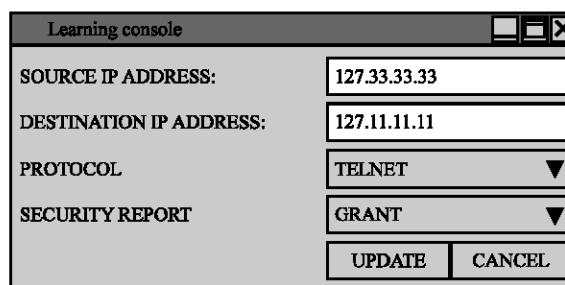 Learning console
SOURCE IP ADDRESS: 127.33.33.33
DESTINATION IP ADDRESS: 127.11.11.11
PROTOCOL TELNET
SECURITY REPORT GRANT
UPDATE CANCEL